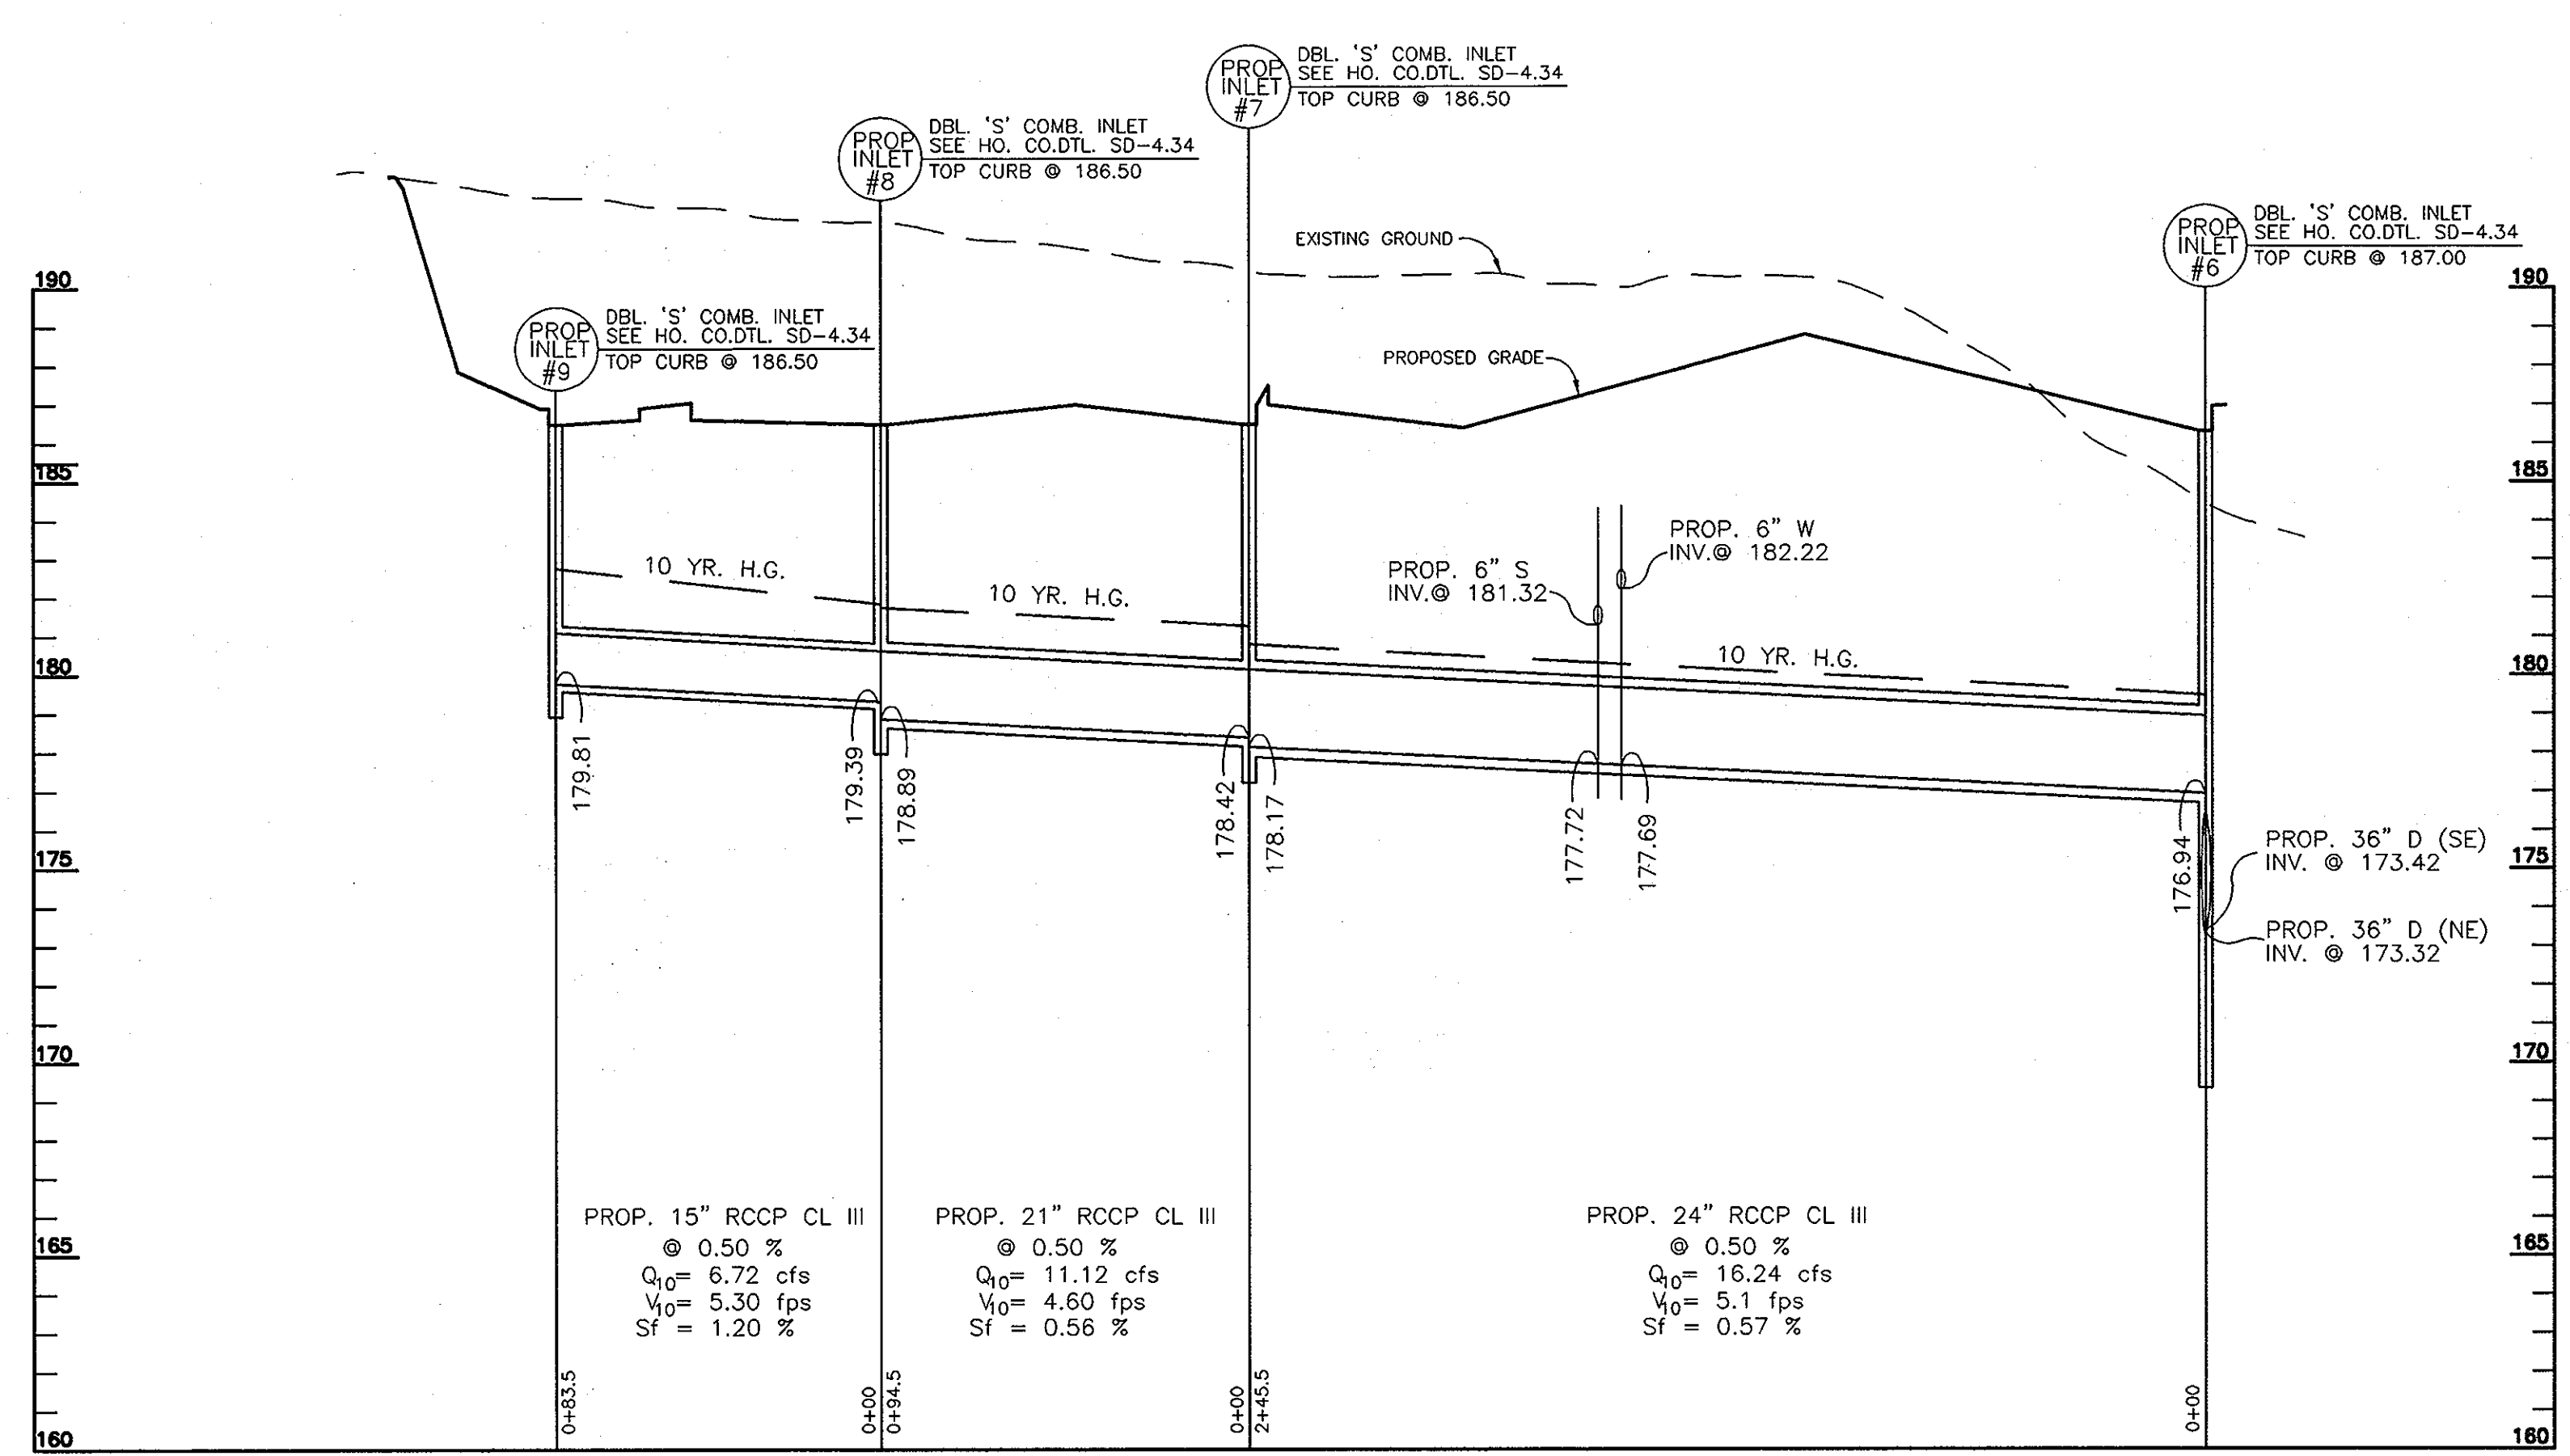 PROP
INLET
#7
DBL. 'S' COMB. INLET
SEE HO. CO.DTL. SD-4.34
TOP CURB @ 186.50
PROP
INLET
#8
DBL. 'S' COMB. INLET
SEE HO. CO.DTL. SD-4.34
TOP CURB @ 186.50
PROP
INLET
#6
DBL. 'S' COMB. INLET
SEE HO. CO.DTL. SD-4.34
TOP CURB @ 187.00
PROP
INLET
#9
DBL. 'S' COMB. INLET
SEE HO. CO.DTL. SD-4.34
TOP CURB @ 186.50
EXISTING GROUND
PROPOSED GRADE
190
185
180
175
170
165
160
190
185
180
175
170
165
160
10 YR. H.G.
10 YR. H.G.
10 YR. H.G.
PROP. 6" S
INV.@ 181.32
PROP. 6" W
INV.@ 182.22
179.81
179.39
178.89
178.42
178.17
177.72
177.69
176.94
PROP. 36" D (SE)
INV. @ 173.42
PROP. 36" D (NE)
INV. @ 173.32
PROP. 15" RCCP CL III
@ 0.50 %
Q10= 6.72 cfs
V10= 5.30 fps
Sf = 1.20 %
PROP. 21" RCCP CL III
@ 0.50 %
Q10= 11.12 cfs
V10= 4.60 fps
Sf = 0.56 %
PROP. 24" RCCP CL III
@ 0.50 %
Q10= 16.24 cfs
V10= 5.1 fps
Sf = 0.57 %
0+83.5
0+00
0+94.5
0+00
2+45.5
0+00